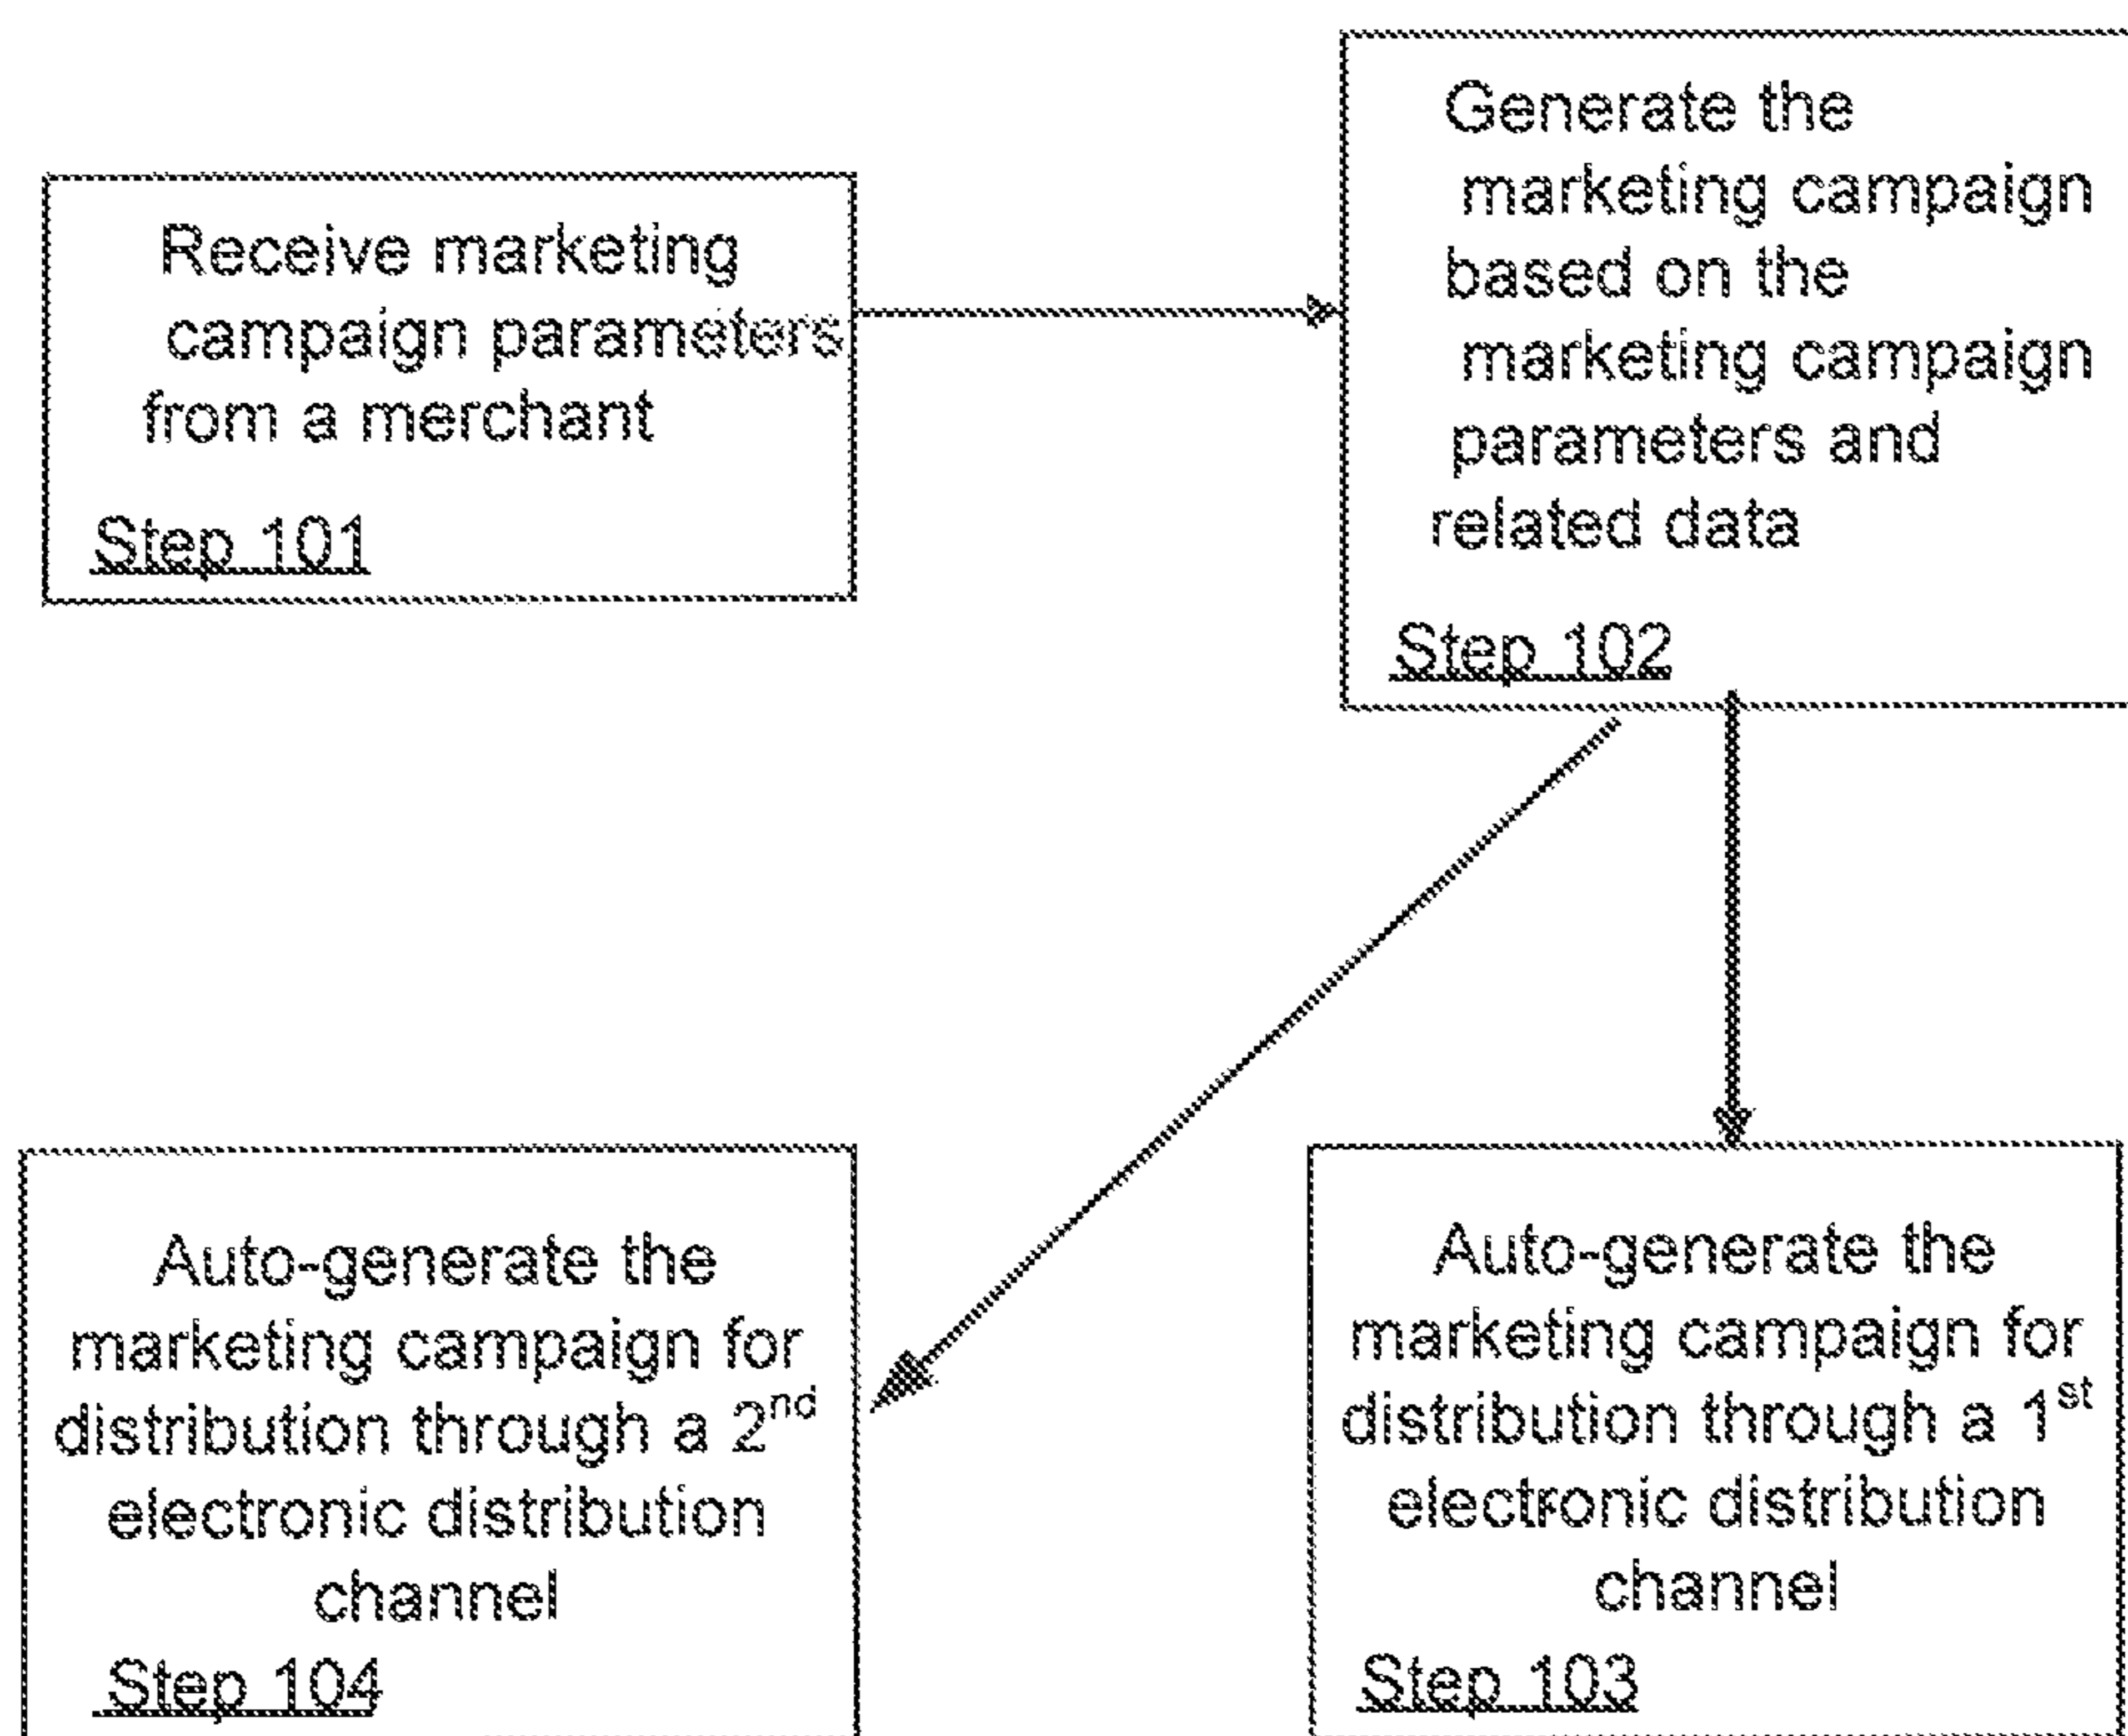 Receive marketing
campaign parameters
from a merchant
Step 101
Generate the
marketing campaign
based on the
marketing campaign
parameters and
related data
Step 102
Auto-generate the
marketing campaign for
distribution through a 2nd
electronic distribution
channel
Step 104
Auto-generate the
marketing campaign for
distribution through a 1st
electronic distribution
channel
Step 103